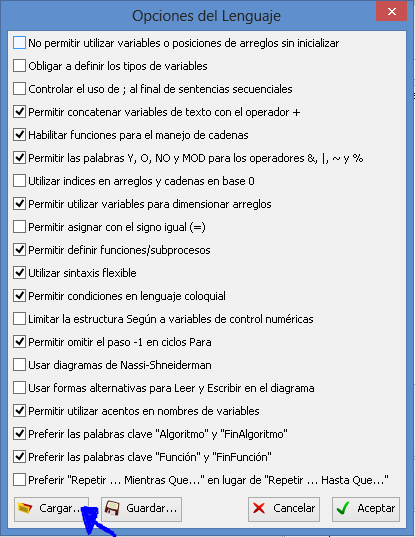 Opciones del Lenguaje
No permitir utilizar variables o posiciones de arreglos sin inicializar
Obligar a definir los tipos de variables
Controlar el uso de ; al final de sentencias secuenciales
Permitir concatenar variables de texto con el operador +
Habilitar funciones para el manejo de cadenas
Permitir las palabras Y, O, NO y MOD para los operadores &, |, ~ y %
Utilizar indices en arreglos y cadenas en base 0
Permitir utilizar variables para dimensionar arreglos
Permitir asignar con el signo igual (=)
Permitir definir funciones/subprocesos
Utilizar sintaxis flexible
Permitir condiciones en lenguaje coloquial
Limitar la estructura Según a variables de control numéricas
Permitir omitir el paso -1 en ciclos Para
Usar diagramas de Nassi-Shneiderman
Usar formas alternativas para Leer y Escribir en el diagrama
Permitir utilizar acentos en nombres de variables
Preferir las palabras clave "Algoritmo" y "FinAlgoritmo"
Preferir las palabras clave "Función" y "FinFunción"
Preferir "Repetir ... Mientras Que..." en lugar de "Repetir ... Hasta Que..."
Cargar... Guardar... Cancelar Aceptar